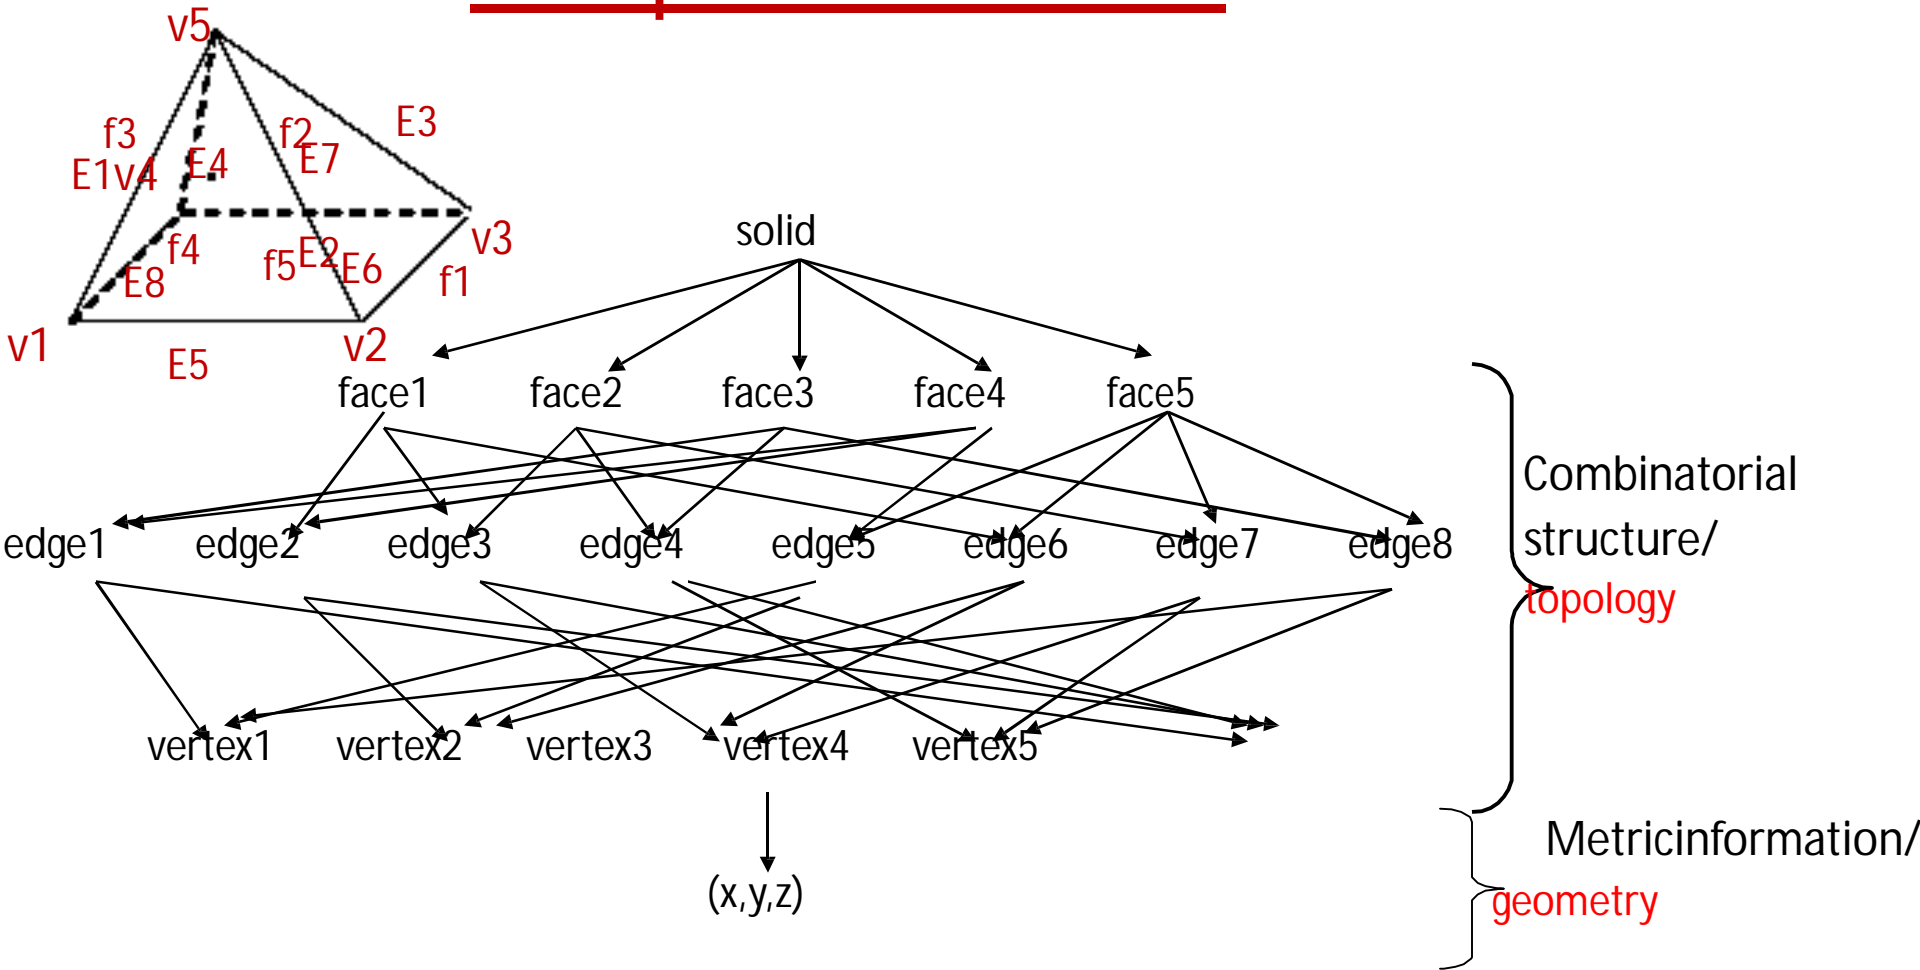 v5
f3
f2
E3
E1
v4
E4
E7
f4
f5
E2
E6
v3
f1
E8
v1
E5
v2
solid
face1 face2 face3 face4 face5
edge1 edge2 edge3 edge4 edge5 edge6 edge7 edge8
vertex1 vertex2 vertex3 vertex4 vertex5
(x,y,z)
Combinatorial
structure/
topology
Metricinformation/
geometry